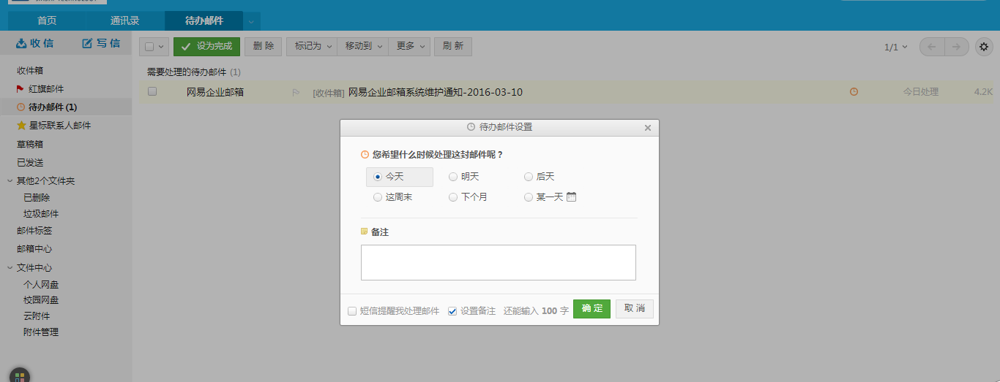 首页 通讯录 待办邮件
收信 写信
设为完成 删除 标记为 移动到 更多 刷新 1/1
收件箱
红旗邮件
待办邮件 (1)
星标联系人邮件
草稿箱
已发送
其他2个文件夹
已删除
垃圾邮件
邮件标签
邮箱中心
文件中心
个人网盘
校园网盘
云附件
附件管理
需要处理的待办邮件 (1)
网易企业邮箱 [收件箱] 网易企业邮箱系统维护通知-2016-03-10 今日处理 4.2K
待办邮件设置
您希望什么时候处理这封邮件呢？
今天 明天 后天
这周末 下个月 某一天
备注
短信提醒我处理邮件 设置备注 还能输入 100 字 确定 取消